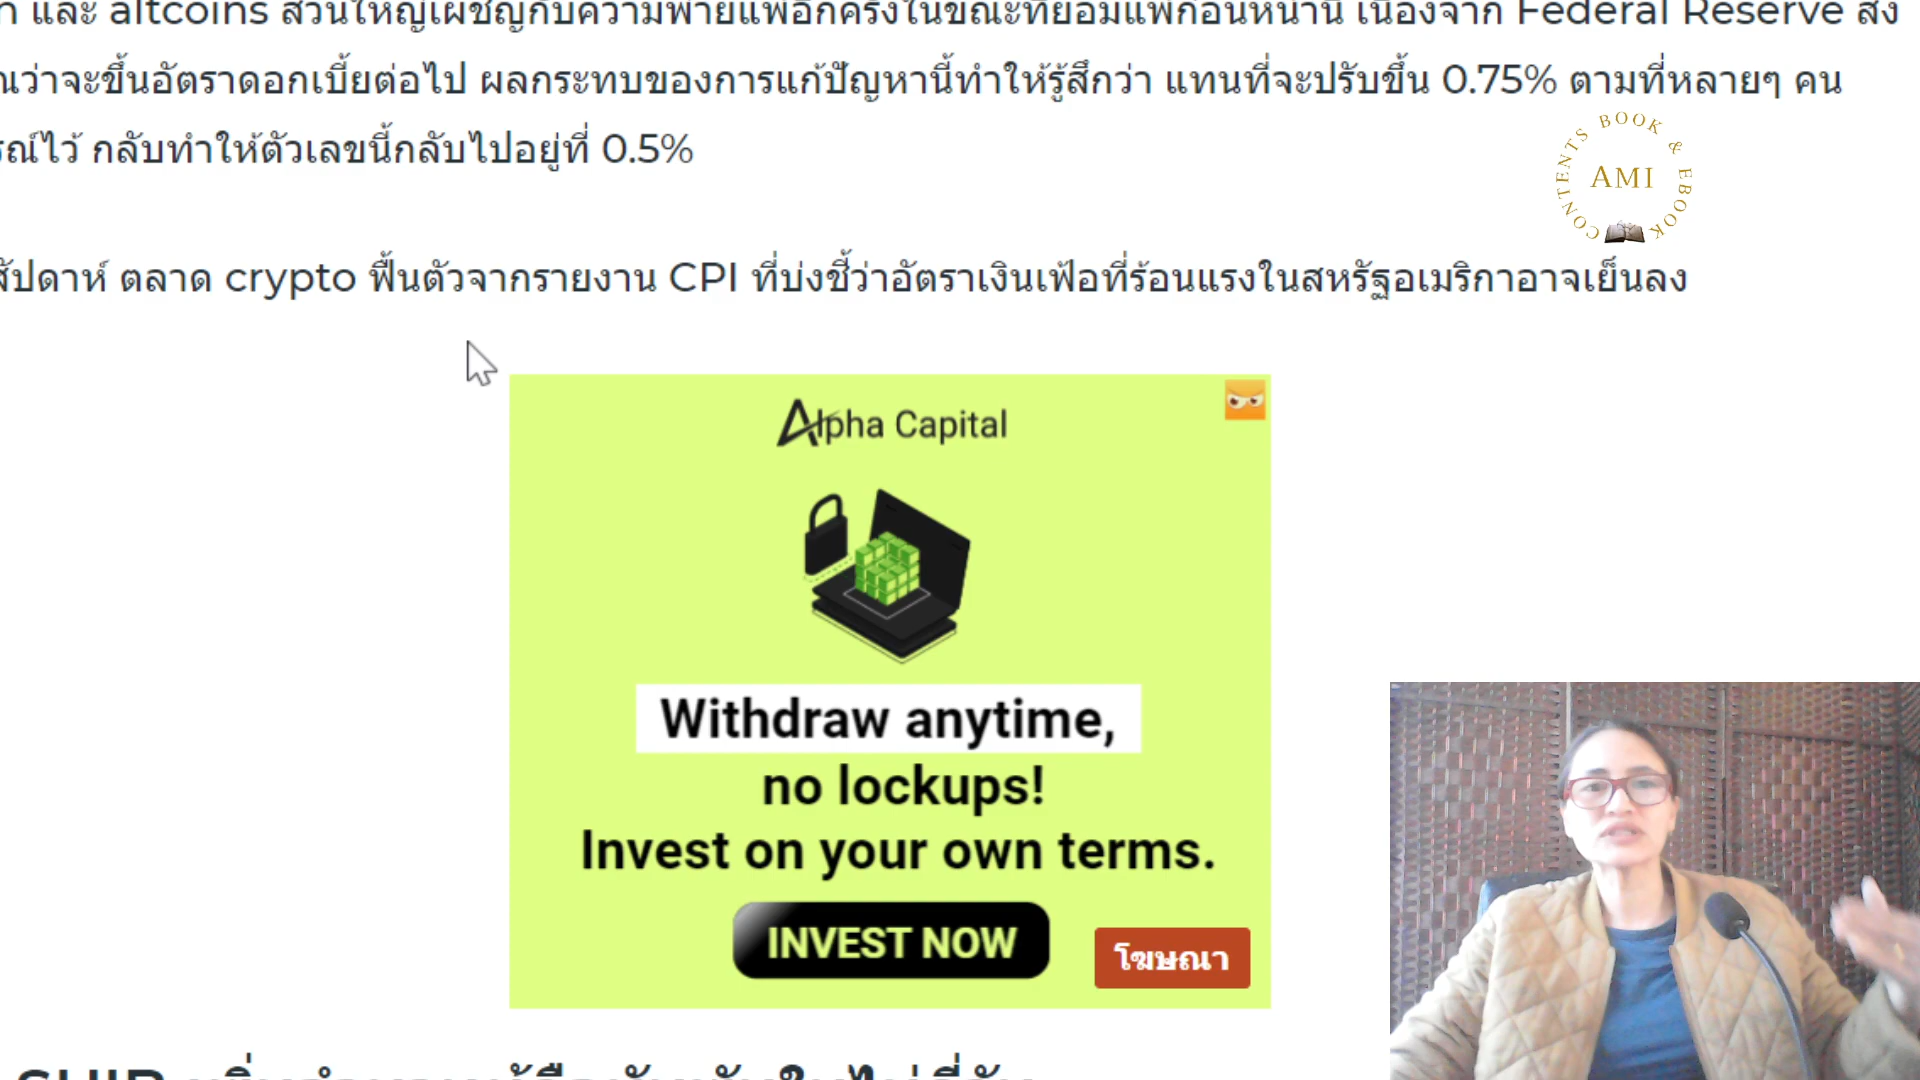 และ altcoins ส่วนใหญ่เผชิญกับความพ่ายแพ้อีกครั้งในขณะที่ยอมแพ้ก่อนหน้านี้ เนื่องจาก Federal Reserve ส่ง
ว่าจะขึ้นอัตราดอกเบี้ยต่อไป ผลกระทบของการแก้ปัญหานี้ทำให้รู้สึกว่า แทนที่จะปรับขึ้น 0.75% ตามที่หลายๆ คน
ไว้ กลับทำให้ตัวเลขนี้กลับไปอยู่ที่ 0.5%
CONTENTS BOOK & EBOOK
AMI
สัปดาห์ ตลาด crypto ฟื้นตัวจากรายงาน CPI ที่บ่งชี้ว่าอัตราเงินเฟ้อที่ร้อนแรงในสหรัฐอเมริกาอาจเย็นลง
Alpha Capital
Withdraw anytime,
no lockups!
Invest on your own terms.
INVEST NOW
โฆษณา
SHIB